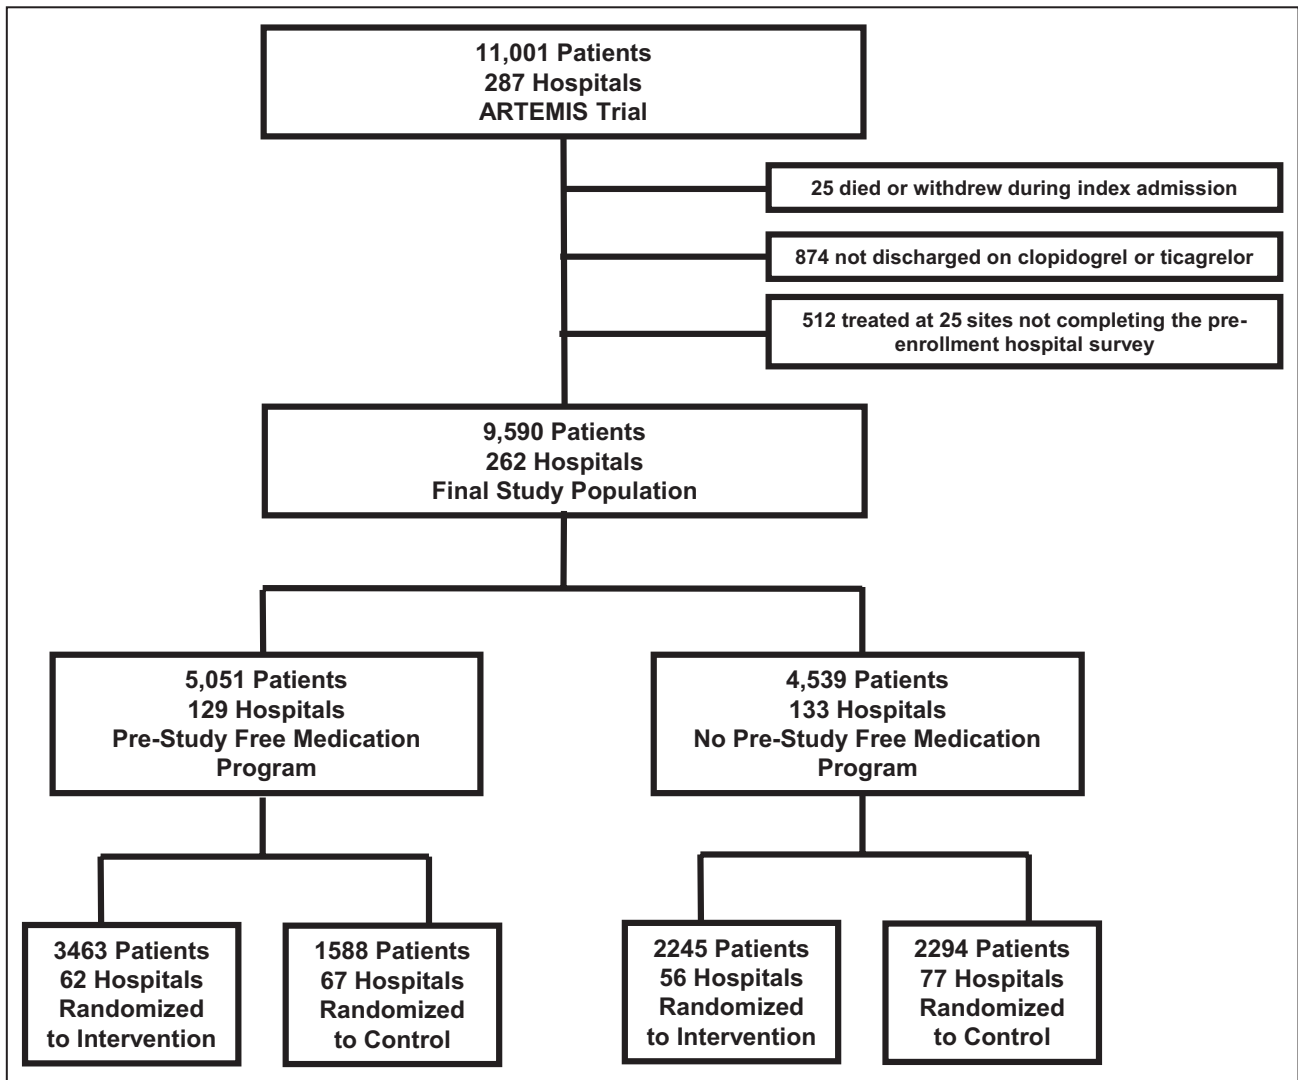 11,001 Patients
287 Hospitals
ARTEMIS Trial
25 died or withdrew during index admission
874 not discharged on clopidogrel or ticagrelor
512 treated at 25 sites not completing the pre-
enrollment hospital survey
9,590 Patients
262 Hospitals
Final Study Population
5,051 Patients
129 Hospitals
Pre-Study Free Medication
Program
4,539 Patients
133 Hospitals
No Pre-Study Free Medication
Program
3463 Patients
62 Hospitals
Randomized
to Intervention
1588 Patients
67 Hospitals
Randomized
to Control
2245 Patients
56 Hospitals
Randomized
to Intervention
2294 Patients
77 Hospitals
Randomized
to Control